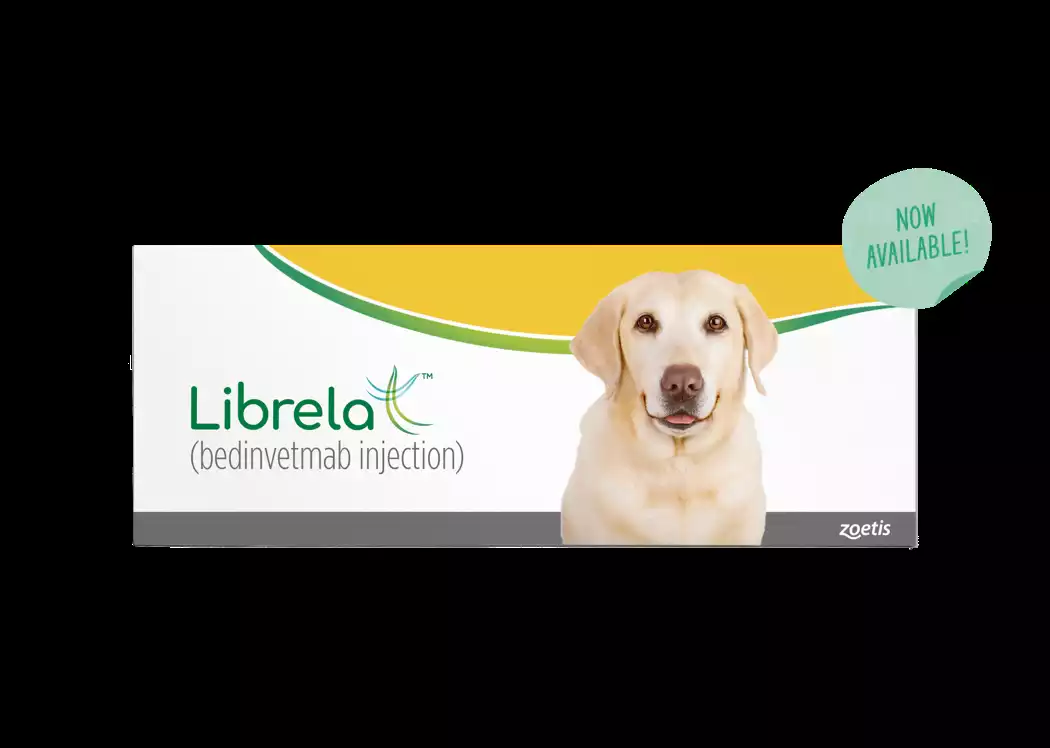 NOW
AVAILABLE!
Librela™
(bedinvetmab injection)
zoetis